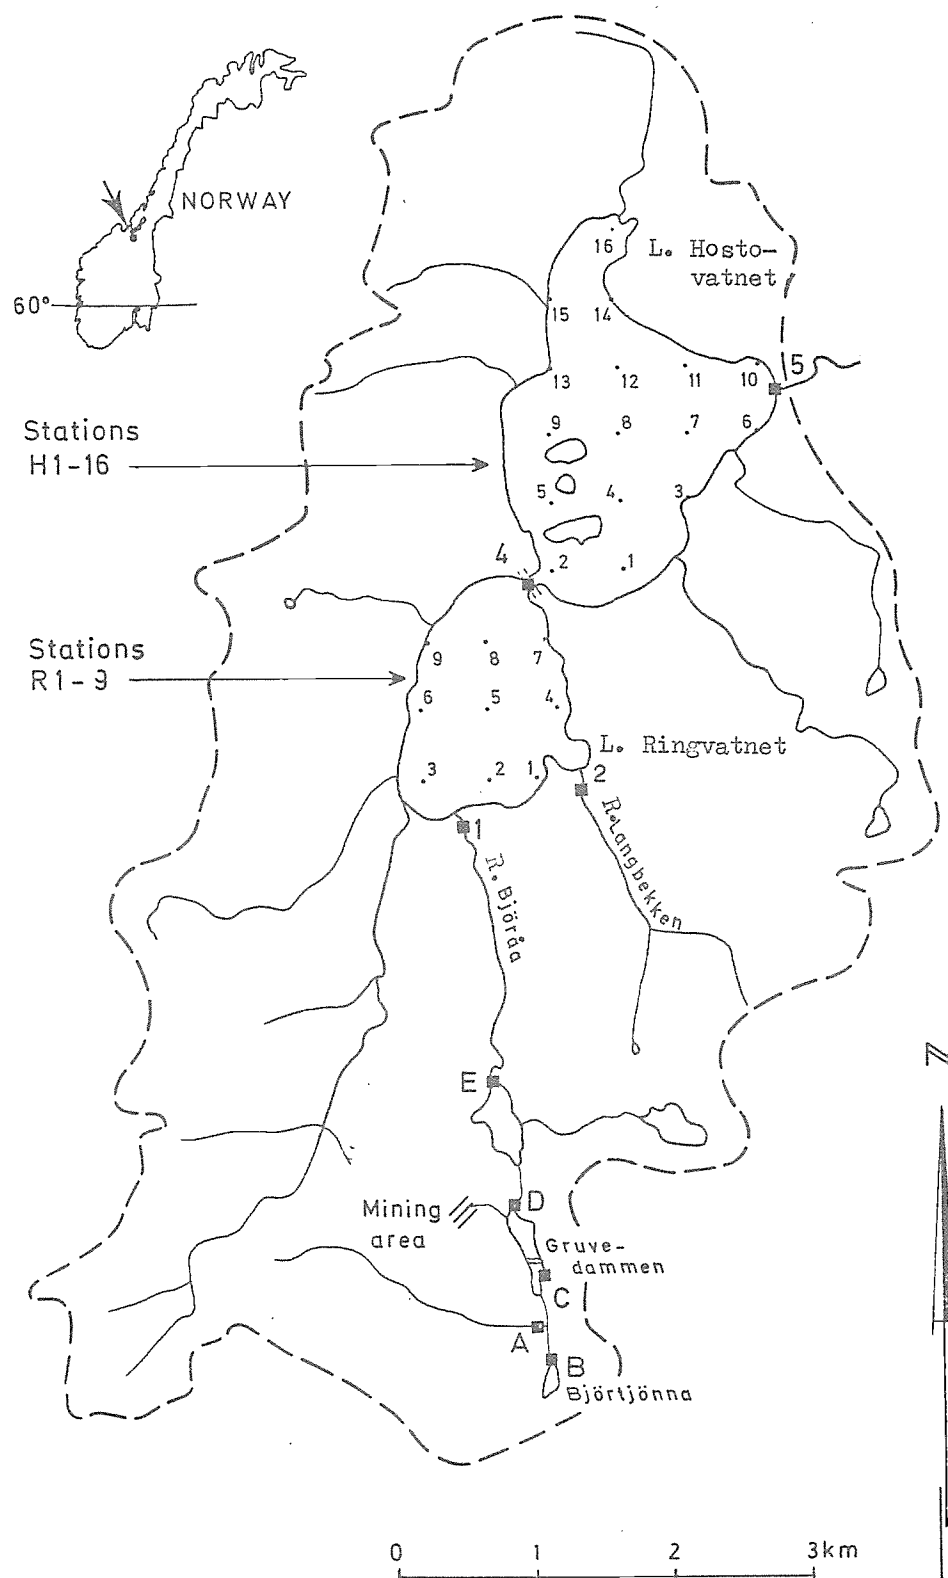 NORWAY
60°
L. Hosto-
vatnet
16
15
14
13
12
11
10
5
9
8
7
6
Stations
H1-16
5
4
3
4
2
1
Stations
R1-9
9
8
7
6
5
4
L. Ringvatnet
3
2
1
2
1
R. Langbekken
R. Björåa
N
E
D
Mining
area
Gruve-
dammen
C
A
B
Björtjönna
0 1 2 3km